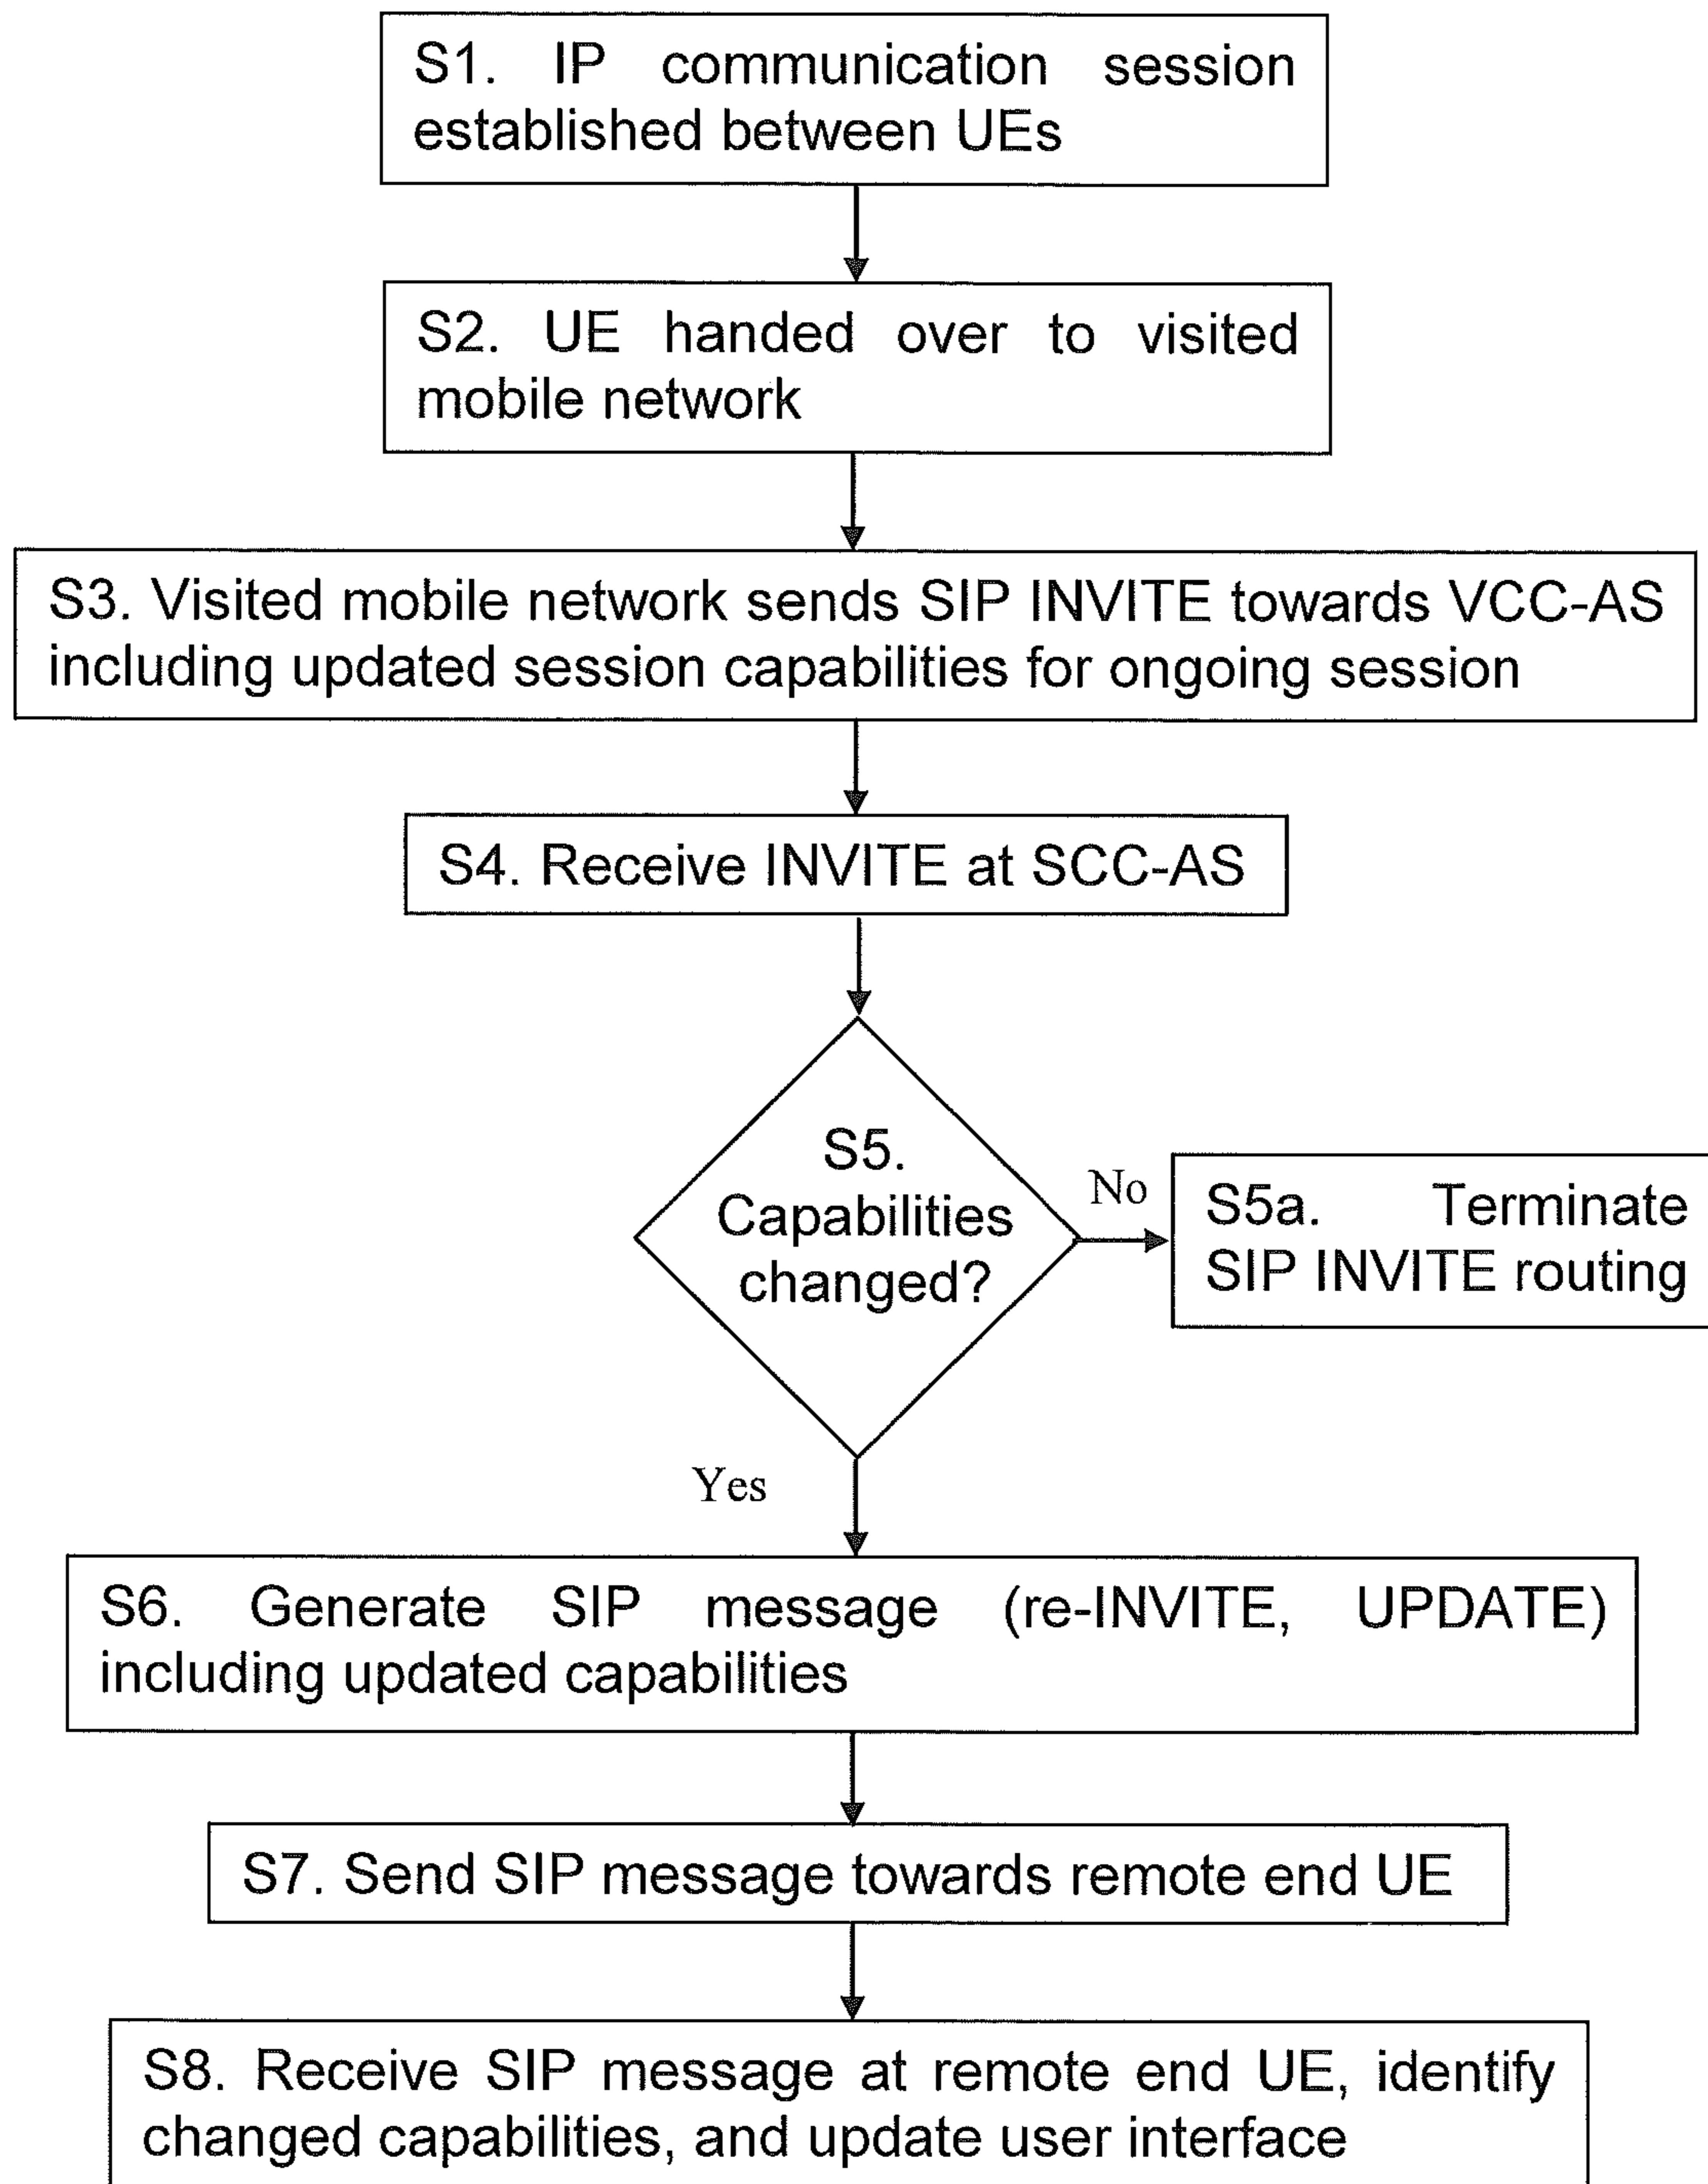 S1. IP communication session
established between UEs
S2. UE handed over to visited
mobile network
S3. Visited mobile network sends SIP INVITE towards VCC-AS
including updated session capabilities for ongoing session
S4. Receive INVITE at SCC-AS
S5.
Capabilities
changed?
No
S5a. Terminate
SIP INVITE routing
Yes
S6. Generate SIP message (re-INVITE, UPDATE)
including updated capabilities
S7. Send SIP message towards remote end UE
S8. Receive SIP message at remote end UE, identify
changed capabilities, and update user interface